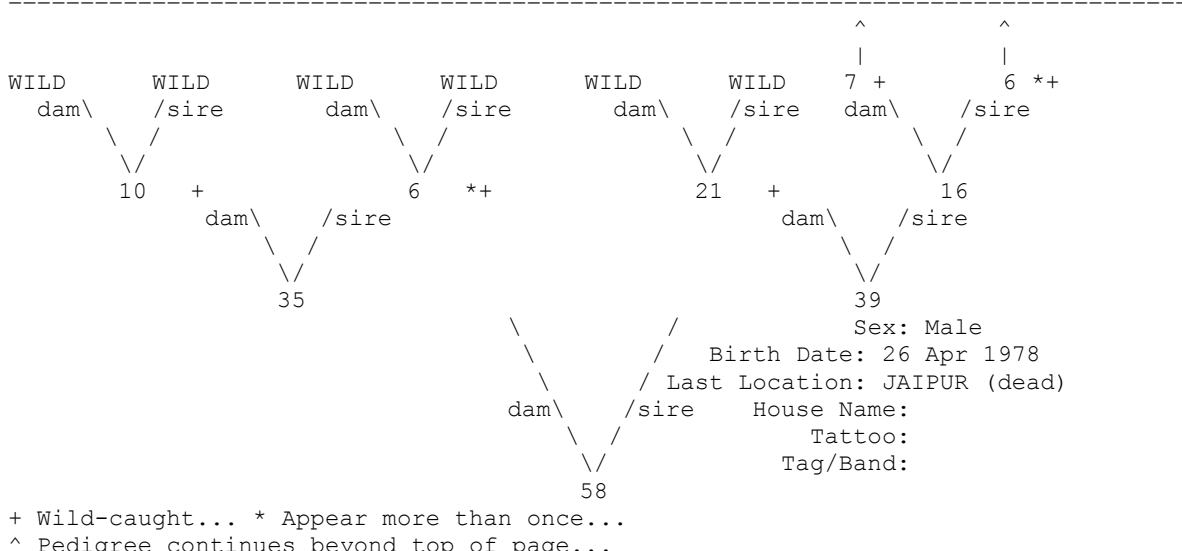 ^          ^
|          |
WILD      WILD      WILD      WILD      WILD      WILD      7 +       6 *+
dam\     /sire      dam\    /sire       dam\    /sire   dam\     /sire
\  /                \  /                \  /             \  /
\/                  \/                  \/               \/
10   +              6   *+              21   +           16
dam\       /sire                        dam\     /sire
\  /                                    \  /
\/                                      \/
35                                      39
\          /            Sex: Male
\        /   Birth Date: 26 Apr 1978
\      / Last Location: JAIPUR (dead)
dam\    /sire    House Name:
\  /             Tattoo:
\/            Tag/Band:
58
+ Wild-caught... * Appear more than once...
^ Pedigree continues beyond top of page...